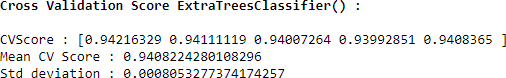 Cross Validation Score ExtraTreesClassifier() :
CVScore : [0.94216329 0.94111119 0.94007264 0.93992851 0.9408365 ]
Mean CV Score : 0.9408224280108296
Std deviation : 0.0008053277374174257